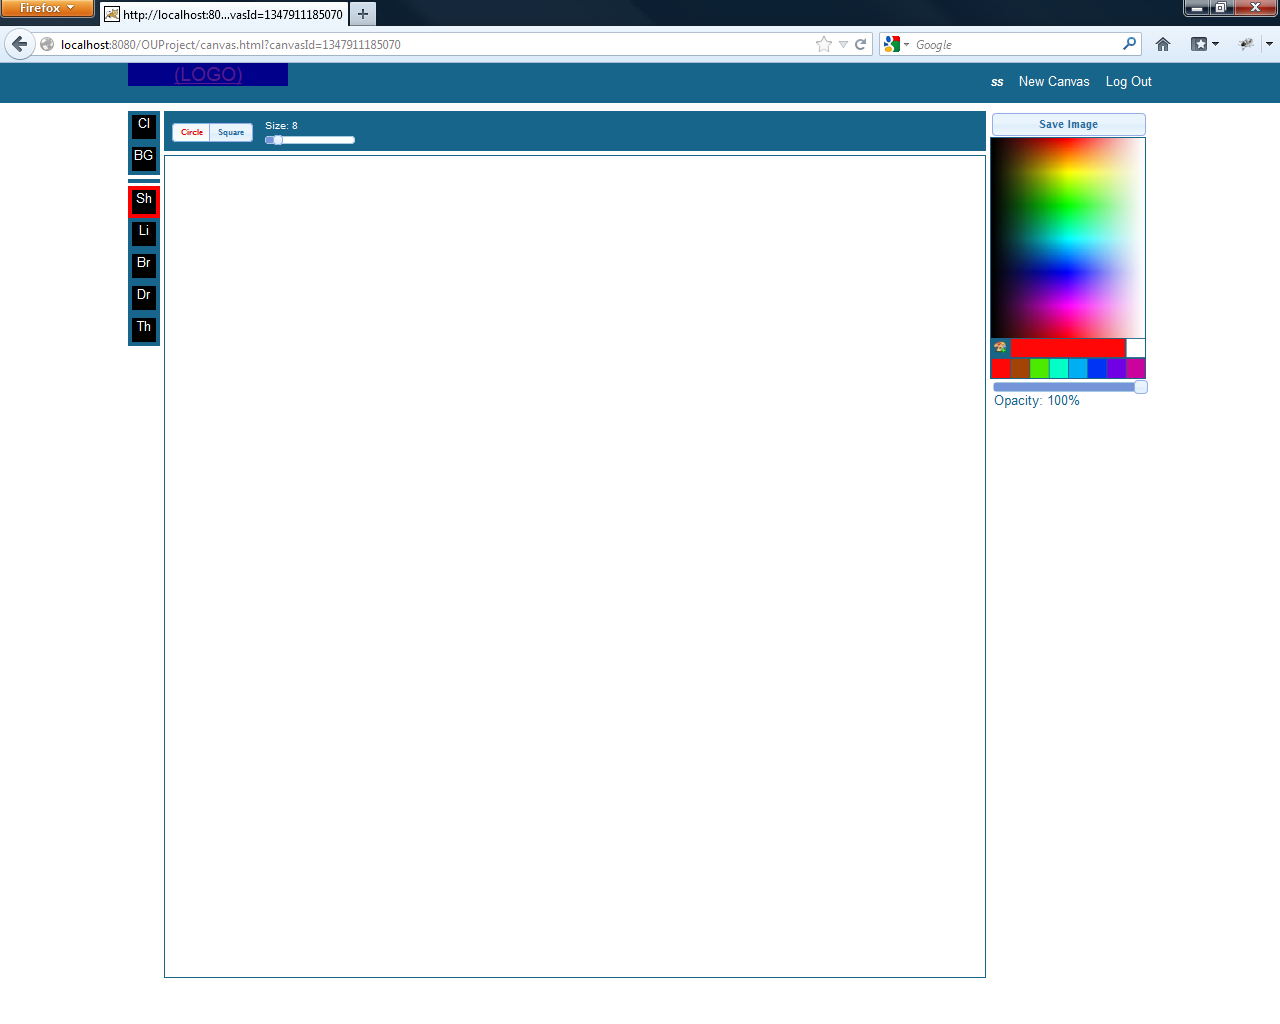 Firefox
http://localhost:80...vasId=1347911185070
localhost:8080/OUProject/canvas.html?canvasId=1347911185070
Google
(LOGO)
ss New Canvas Log Out
Cl
BG
Sh
Li
Br
Dr
Th
Circle Square
Size: 8
Save Image
Opacity: 100%